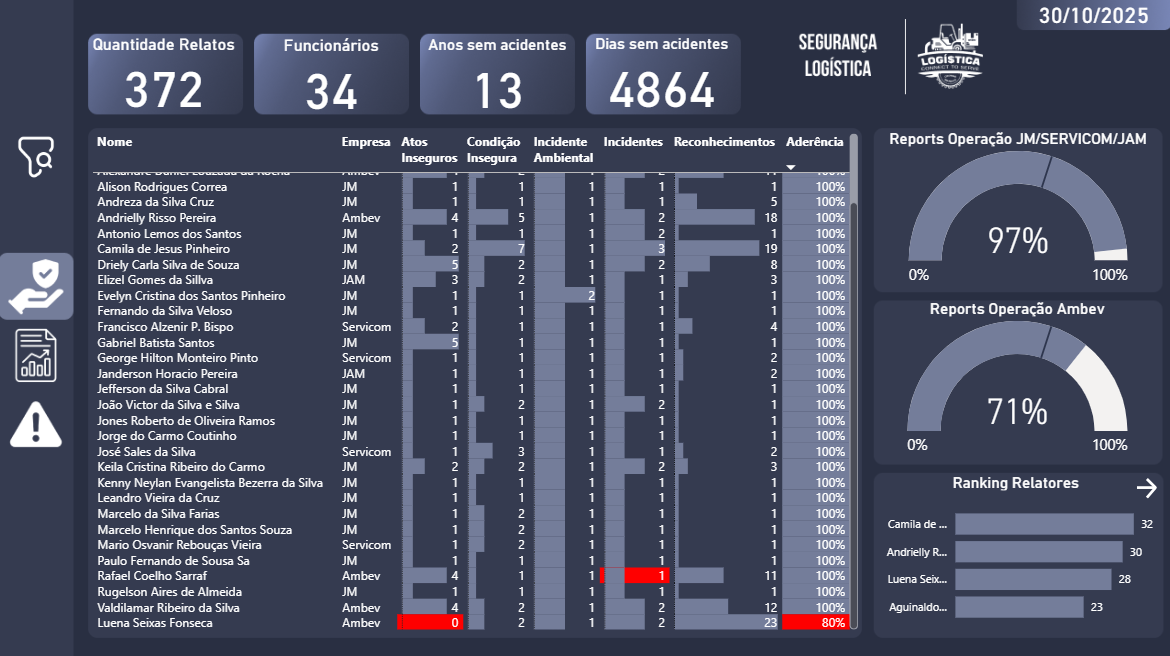 30/10/2025
Quantidade Relatos
372
Funcionários
34
Anos sem acidentes
13
Dias sem acidentes
4864
SEGURANÇA
LOGÍSTICA
LOGÍSTICA
CONNECT TO SERVE
Nome Empresa Atos Inseguros Condição Insegura Incidente Ambiental Incidentes Reconhecimentos Aderência
Alison Rodrigues Correa JM 1 1 1 1 1 100%
Andreza da Silva Cruz JM 1 1 1 1 5 100%
Andrielly Risso Pereira Ambev 4 5 1 2 18 100%
Antonio Lemos dos Santos JM 1 1 1 2 1 100%
Camila de Jesus Pinheiro JM 2 7 1 3 19 100%
Driely Carla Silva de Souza JM 5 2 1 2 8 100%
Elizel Gomes da Sillva JAM 3 2 1 1 3 100%
Evelyn Cristina dos Santos Pinheiro JM 1 1 2 1 1 100%
Fernando da Silva Veloso JM 1 1 1 1 1 100%
Francisco Alzenir P. Bispo Servicom 2 1 1 1 4 100%
Gabriel Batista Santos JM 5 1 1 1 1 100%
George Hilton Monteiro Pinto Servicom 1 1 1 1 2 100%
Janderson Horacio Pereira JAM 1 1 1 1 2 100%
Jefferson da Silva Cabral JM 1 1 1 1 1 100%
João Victor da Silva e Silva JM 1 2 1 2 1 100%
Jones Roberto de Oliveira Ramos JM 1 1 1 1 1 100%
Jorge do Carmo Coutinho JM 1 1 1 1 1 100%
José Sales da Silva Servicom 1 3 1 1 2 100%
Keila Cristina Ribeiro do Carmo JM 2 2 1 2 3 100%
Kenny Neylan Evangelista Bezerra da Silva JM 1 1 1 1 1 100%
Leandro Vieira da Cruz JM 1 1 1 1 1 100%
Marcelo da Silva Farias JM 1 2 1 1 1 100%
Marcelo Henrique dos Santos Souza JM 1 2 1 1 1 100%
Mario Osvanir Rebouças Vieira Servicom 1 2 1 1 1 100%
Paulo Fernando de Sousa Sa JM 1 1 1 1 1 100%
Rafael Coelho Sarraf Ambev 4 1 1 1 11 100%
Rugelson Aires de Almeida JM 1 1 1 1 1 100%
Valdilamar Ribeiro da Silva Ambev 4 2 1 2 12 100%
Luena Seixas Fonseca Ambev 0 2 1 2 23 80%
Reports Operação JM/SERVICOM/JAM
97%
0% 100%
Reports Operação Ambev
71%
0% 100%
Ranking Relatores
Camila de ... 32
Andrielly R... 30
Luena Seix... 28
Aguinaldo... 23